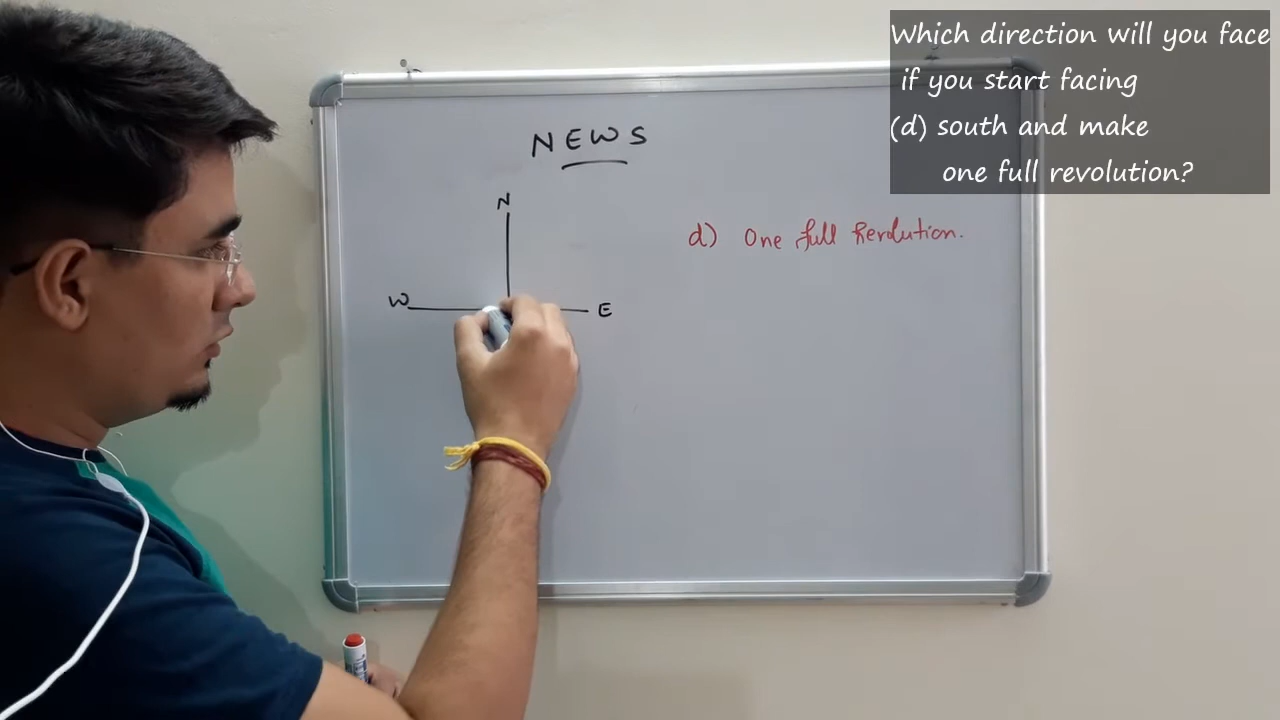 Which direction will you face
if you start facing
(d) south and make
one full revolution?
NEWS
N
d) One full Revolution.
W
E